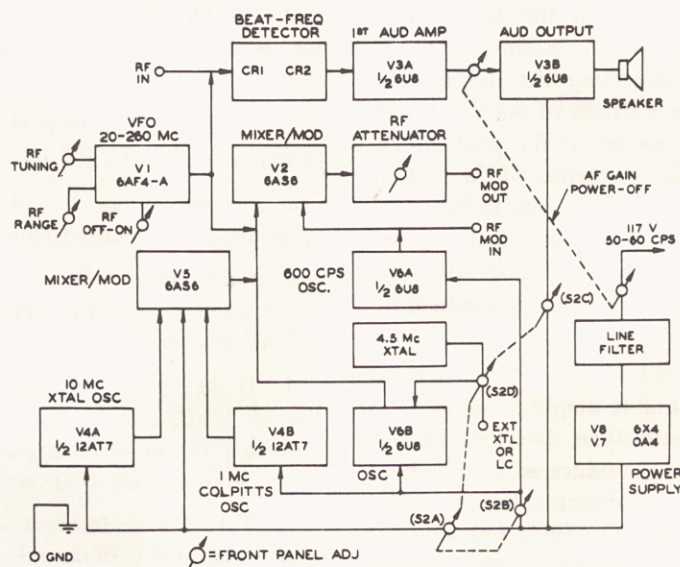 BEAT-FREQ
DETECTOR
1ST AUD AMP
AUD OUTPUT
RF
IN
CR1 CR2
V3A
1/2 6U8
V3B
1/2 6U8
SPEAKER
VFO
20-260 MC
MIXER/MOD
RF
ATTENUATOR
RF
TUNING
V1
6AF4-A
V2
6AS6
RF
MOD
OUT
AF GAIN
POWER-OFF
RF
RANGE
RF
OFF-ON
RF
MOD
IN
117 V
50-60 CPS
MIXER/MOD
V5
6AS6
600 CPS
OSC.
V6A
1/2 6U8
(S2C)
4.5 Mc
XTAL
LINE
FILTER
10 MC
XTAL OSC
(S2D)
V4A
1/2 12AT7
V4B
1/2 12AT7
V6B
1/2 6U8
EXT
XTL
OR
LC
V8 6X4
V7 OA4
1 MC
COLPITTS
OSC
OSC
POWER
SUPPLY
(S2A)
(S2B)
GND
=FRONT PANEL ADJ